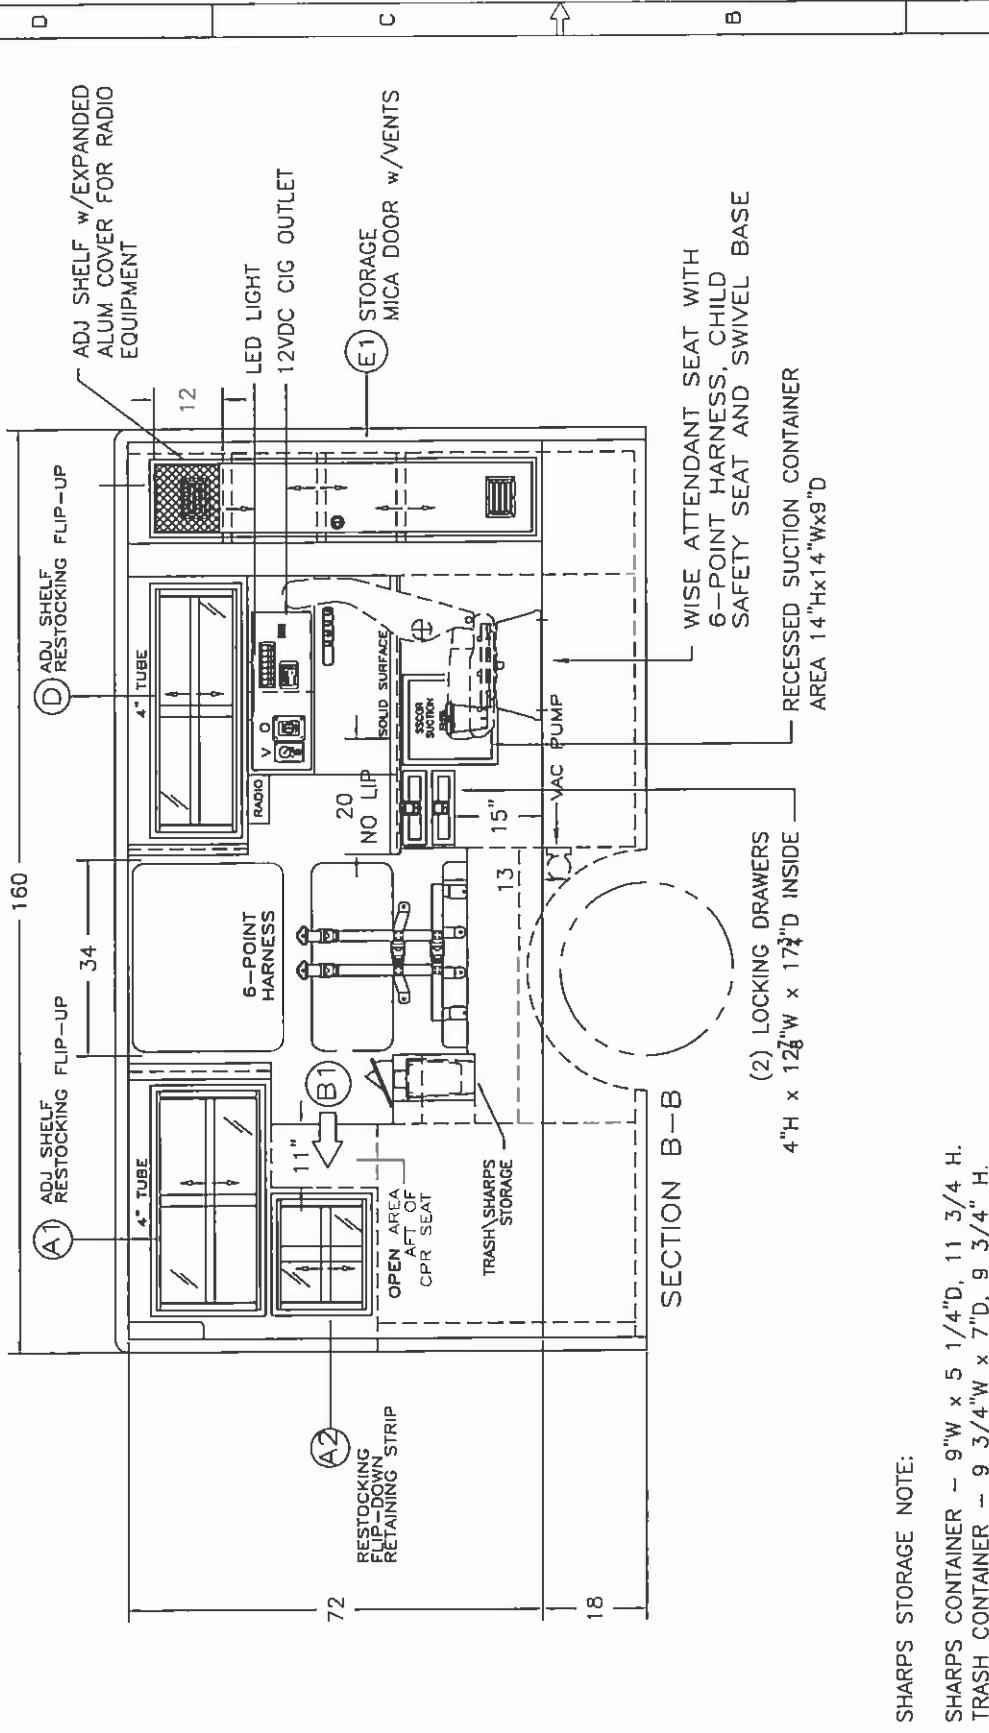 D
C
B
160
34
A1
ADJ SHELF
RESTOCKING FLIP-UP
D
ADJ SHELF
RESTOCKING FLIP-UP
ADJ SHELF w/EXPANDED
ALUM COVER FOR RADIO
EQUIPMENT
12
LED LIGHT
12VDC CIG OUTLET
E1
STORAGE
MICA DOOR w/VENTS
4" TUBE
4" TUBE
RADIO
V O
6-POINT
HARNESS
20
NO LIP
SOLID SURFACE
SSCOR
SUCTION
B1
11"
OPEN AREA
AFT OF
CPR SEAT
TRASH\SHARPS
STORAGE
13
15"
VAC PUMP
A2
RESTOCKING
FLIP-DOWN
RETAINING STRIP
72
18
WISE ATTENDANT SEAT WITH
6-POINT HARNESS, CHILD
SAFETY SEAT AND SWIVEL BASE
RECESSED SUCTION CONTAINER
AREA 14"Hx14"Wx9"D
(2) LOCKING DRAWERS
4"H x 12 7/8"W x 17 3/4"D INSIDE
SECTION B-B
SHARPS STORAGE NOTE:
SHARPS CONTAINER - 9"W x 5 1/4"D, 11 3/4 H.
TRASH CONTAINER - 9 3/4"W x 7"D, 9 3/4" H.